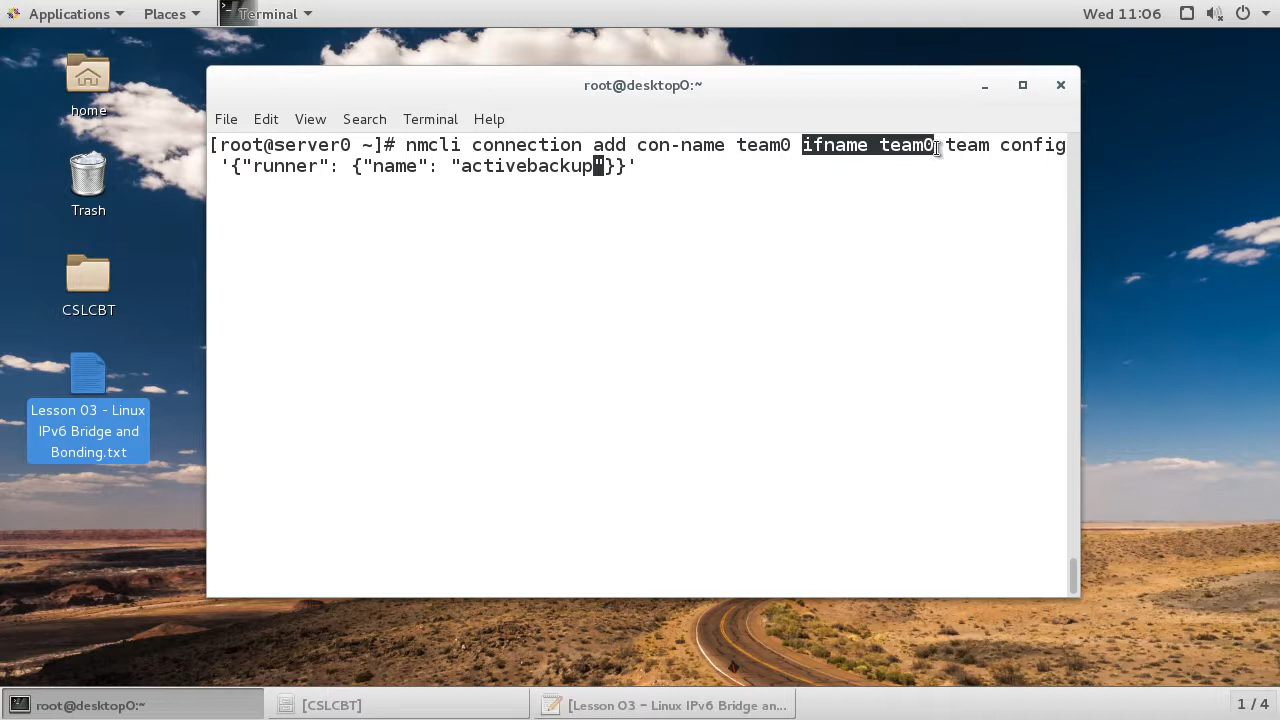 Applications Places Terminal Wed 11:06
root@desktop0:~
File Edit View Search Terminal Help
[root@server0 ~]# nmcli connection add con-name team0 ifname team0 team config
'{"runner": {"name": "activebackup"}}'
home
Trash
CSLCBT
Lesson 03 - Linux
IPv6 Bridge and
Bonding.txt
root@desktop0:~ [CSLCBT] [Lesson 03 – Linux IPv6 Bridge an... 1 / 4